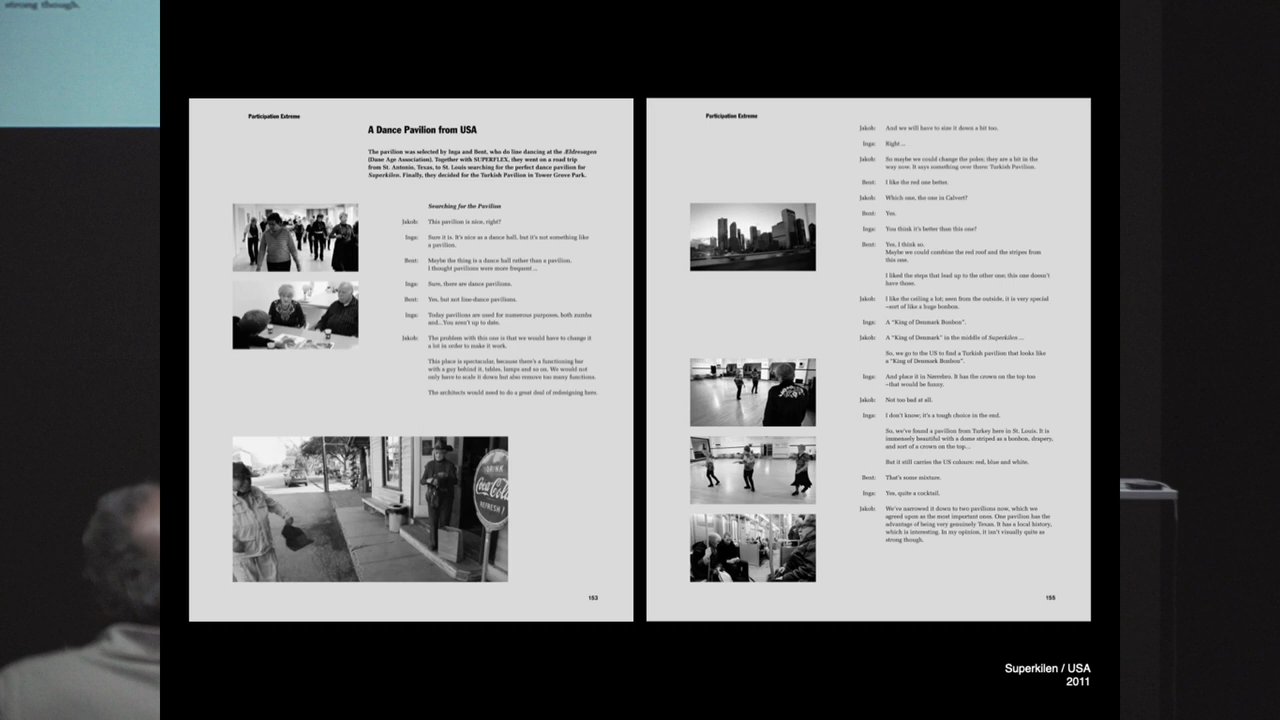 strong though.
Participation Extreme
A Dance Pavilion from USA
The pavilion was selected by Inga and Bent, who do line dancing at the Ældresagen
(Dane Age Association). Together with SUPERFLEX, they went on a road trip
from St. Antonio, Texas, to St. Louis searching for the perfect dance pavilion for
Superkilen. Finally, they decided for the Turkish Pavilion in Tower Grove Park.
Searching for the Pavilion
Jakob: This pavilion is nice, right?
Inga: Sure it is. It's nice as a dance hall, but it's not something like
a pavilion.
Bent: Maybe the thing is a dance hall rather than a pavilion.
I thought pavilions were more frequent ...
Inga: Sure, there are dance pavilions.
Bent: Yes, but not line-dance pavilions.
Inga: Today pavilions are used for numerous purposes, both zumba
and...You aren't up to date.
Jakob: The problem with this one is that we would have to change it
a lot in order to make it work.
This place is spectacular, because there's a functioning bar
with a guy behind it, tables, lamps and so on. We would not
only have to scale it down but also remove too many functions.
The architects would need to do a great deal of redesigning here.
DRINK
Coca-Cola
REFRESH!
153
Participation Extreme
Jakob: And we will have to size it down a bit too.
Inga: Right ...
Jakob: So maybe we could change the poles; they are a bit in the
way now. It says something over there: Turkish Pavilion.
Bent: I like the red one better.
Jakob: Which one, the one in Calvert?
Bent: Yes.
Inga: You think it's better than this one?
Bent: Yes, I think so.
Maybe we could combine the red roof and the stripes from
this one.
I liked the steps that lead up to the other one; this one doesn't
have those.
Jakob: I like the ceiling a lot; seen from the outside, it is very special
–sort of like a huge bonbon.
Inga: A "King of Denmark Bonbon".
Jakob: A "King of Denmark" in the middle of Superkilen ...
So, we go to the US to find a Turkish pavilion that looks like
a "King of Denmark Bonbon".
Inga: And place it in Nørrebro. It has the crown on the top too
–that would be funny.
Jakob: Not too bad at all.
Inga: I don't know; it's a tough choice in the end.
So, we've found a pavilion from Turkey here in St. Louis. It is
immensely beautiful with a dome striped as a bonbon, drapery,
and sort of a crown on the top...
But it still carries the US colours: red, blue and white.
Bent: That's some mixture.
Inga: Yes, quite a cocktail.
Jakob: We've narrowed it down to two pavilions now, which we
agreed upon as the most important ones. One pavilion has the
advantage of being very genuinely Texan. It has a local history,
which is interesting. In my opinion, it isn't visually quite as
strong though.
155
Superkilen / USA
2011